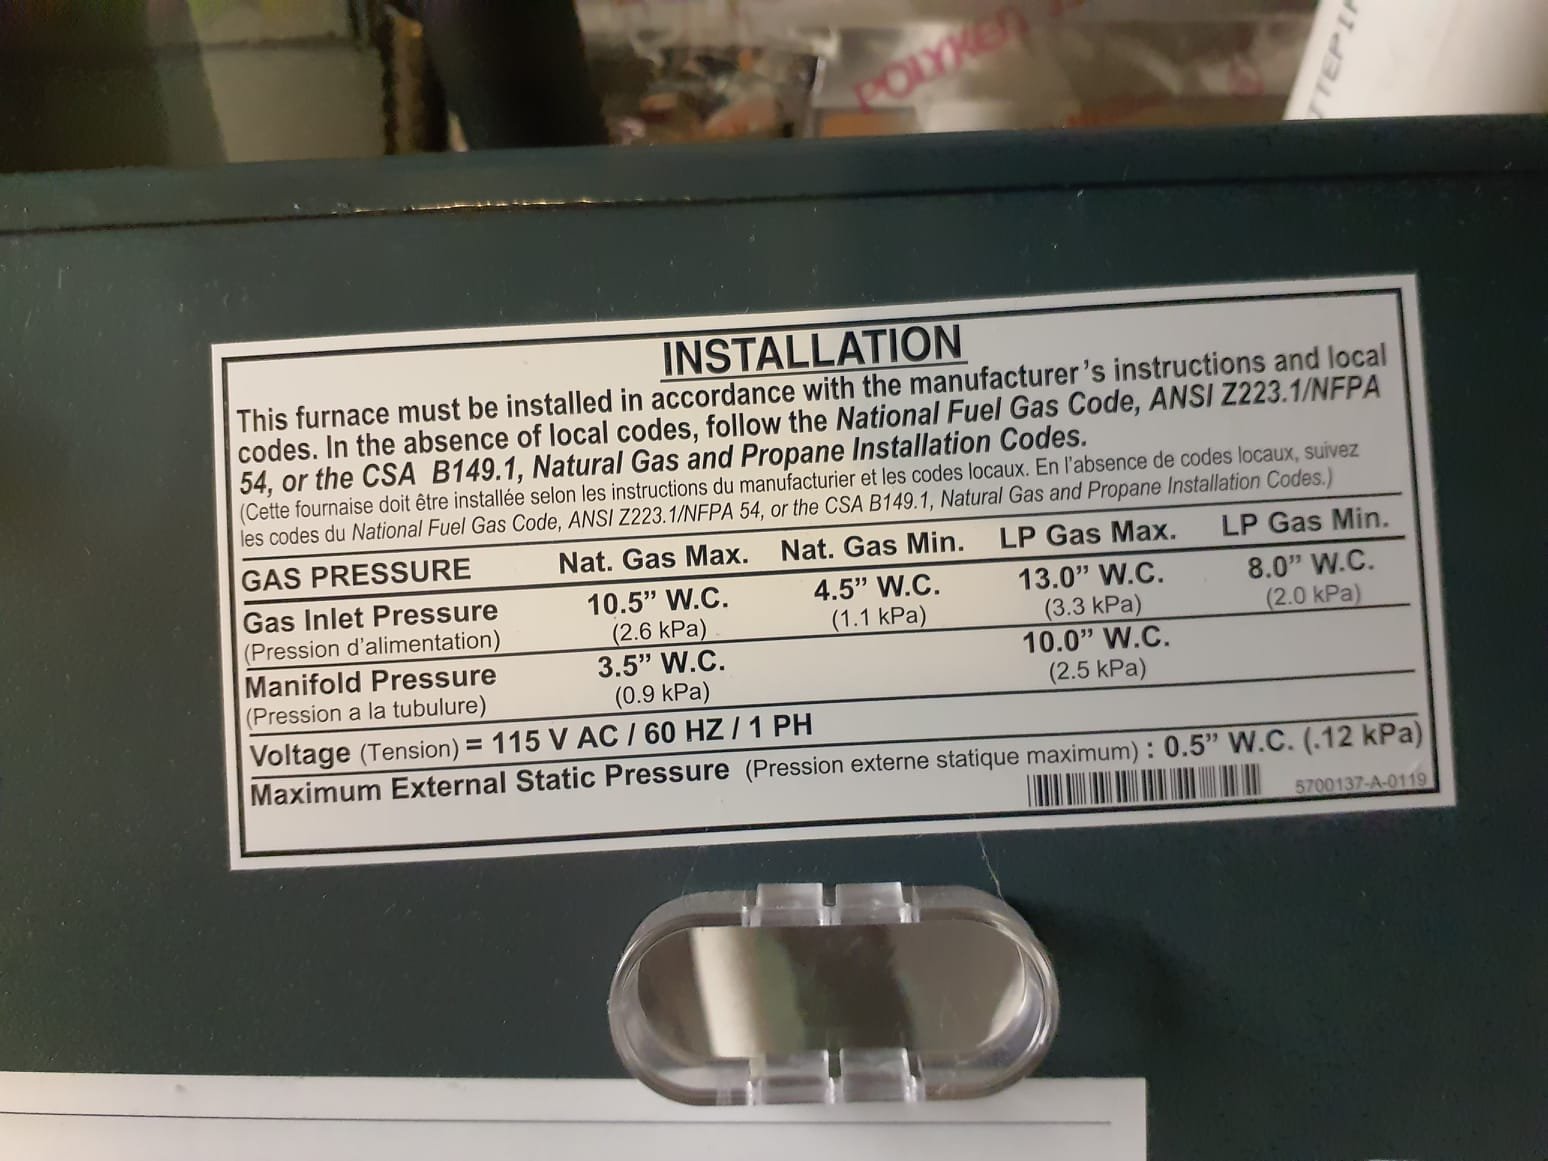 POLYKEN
INSTALLATION
This furnace must be installed in accordance with the manufacturer's instructions and local
codes. In the absence of local codes, follow the National Fuel Gas Code, ANSI Z223.1/NFPA
54, or the CSA B149.1, Natural Gas and Propane Installation Codes.
(Cette fournaise doit être installée selon les instructions du manufacturier et les codes locaux. En l'absence de codes locaux, suivez
les codes du National Fuel Gas Code, ANSI Z223.1/NFPA 54, or the CSA B149.1, Natural Gas and Propane Installation Codes.)
GAS PRESSURE Nat. Gas Max. Nat. Gas Min. LP Gas Max. LP Gas Min.
Gas Inlet Pressure 10.5” W.C. 4.5” W.C. 13.0” W.C. 8.0” W.C.
(Pression d'alimentation) (2.6 kPa) (1.1 kPa) (3.3 kPa) (2.0 kPa)
Manifold Pressure 3.5” W.C. 10.0” W.C.
(Pression a la tubulure) (0.9 kPa) (2.5 kPa)
Voltage (Tension) = 115 V AC / 60 HZ / 1 PH
Maximum External Static Pressure (Pression externe statique maximum) : 0.5” W.C. (.12 kPa)
5700137-A-0119